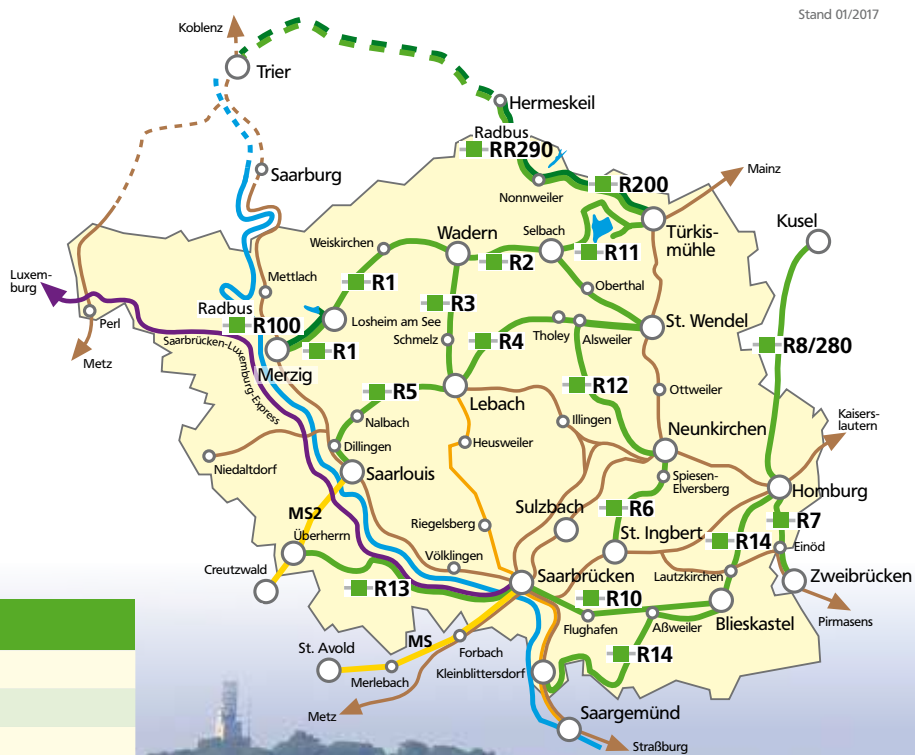 Stand 01/2017
Koblenz
Trier
Hermeskeil
Radbus
RR290
Saarburg
R200
Mainz
Nonnweiler
Türkis-
mühle
Kusel
Wadern
Selbach
Weiskirchen
R2
R11
Luxem-
burg
Mettlach
R1
Oberthal
Perl
Radbus
R100
R3
Losheim am See
Saarbrücken-Luxemburg-Express
R1
Schmelz
R4
Tholey
Alsweiler
St. Wendel
R8/280
Metz
Merzig
R5
Lebach
R12
Ottweiler
Nalbach
Illingen
Kaisers-
lautern
Dillingen
Heusweiler
Neunkirchen
Niedaltdorf
Saarlouis
Spiesen-
Elversberg
Homburg
MS2
Sulzbach
R6
R7
Riegelsberg
St. Ingbert
R14
Überherrn
Einöd
Völklingen
Creutzwald
Saarbrücken
Lautzkirchen
Zweibrücken
R13
R10
Flughafen
Aßweiler
Blieskastel
Pirmasens
St. Avold
MS
Forbach
R14
Merlebach
Kleinblittersdorf
Metz
Saargemünd
Straßburg